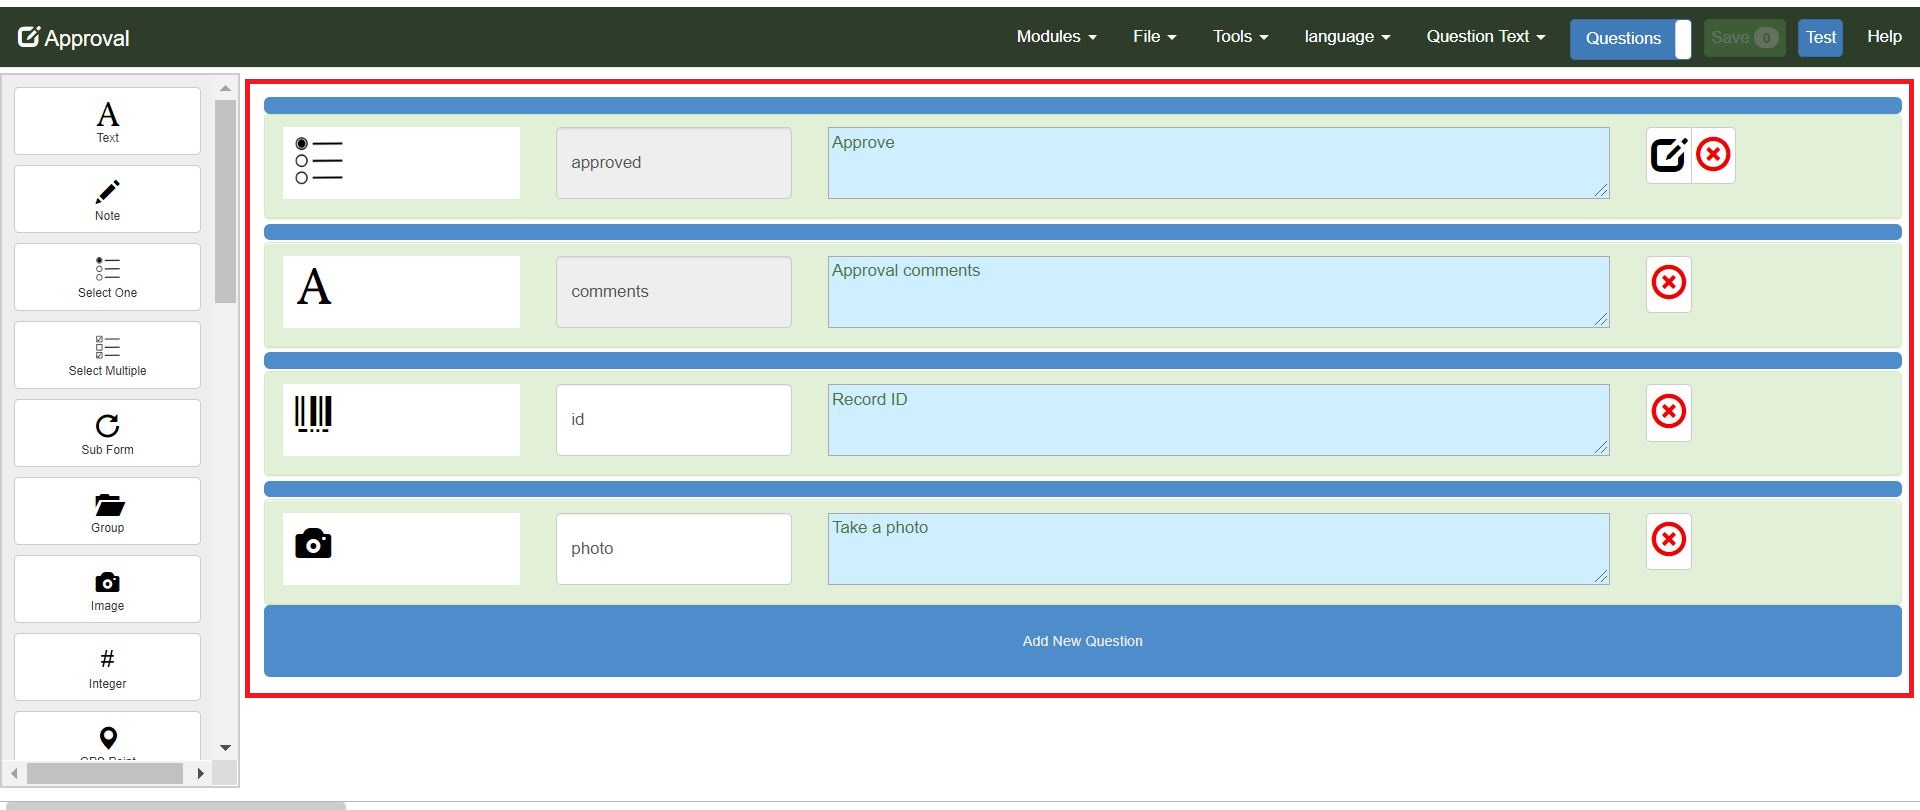 Approval
Modules File Tools language Question Text Questions Save 0 Test Help
Text
Note
Select One
Select Multiple
Sub Form
Group
Image
# 
Integer
approved Approve
comments Approval comments
id Record ID
photo Take a photo
Add New Question